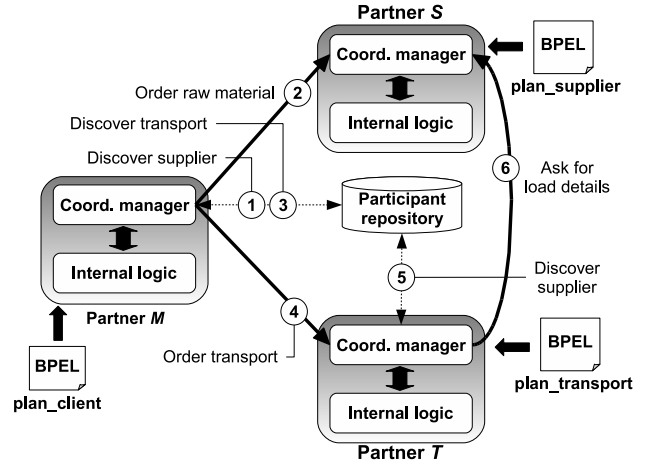 Partner S
Coord. manager
Internal logic
BPEL
plan_supplier
Order raw material
2
Discover transport
Discover supplier
6
Ask for
load details
Coord. manager
Internal logic
Partner M
1
3
Participant
repository
5
Discover
supplier
BPEL
plan_client
4
Order transport
Coord. manager
Internal logic
Partner T
BPEL
plan_transport